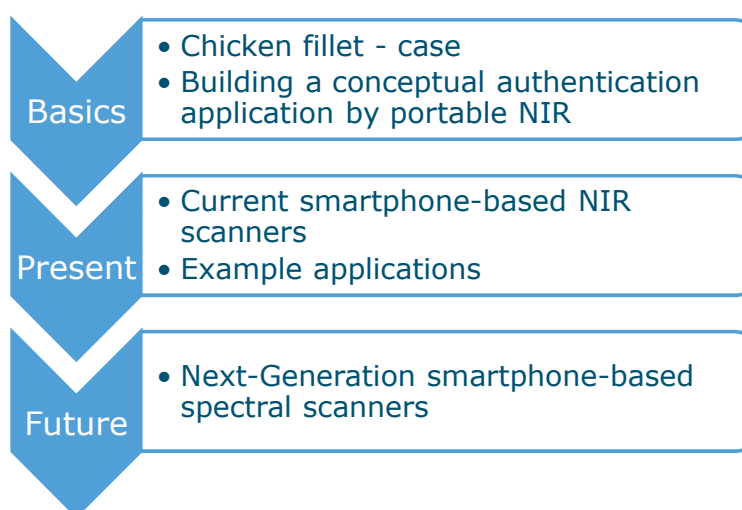 Basics
• Chicken fillet - case
• Building a conceptual authentication
application by portable NIR
Present
• Current smartphone-based NIR
scanners
• Example applications
Future
• Next-Generation smartphone-based
spectral scanners